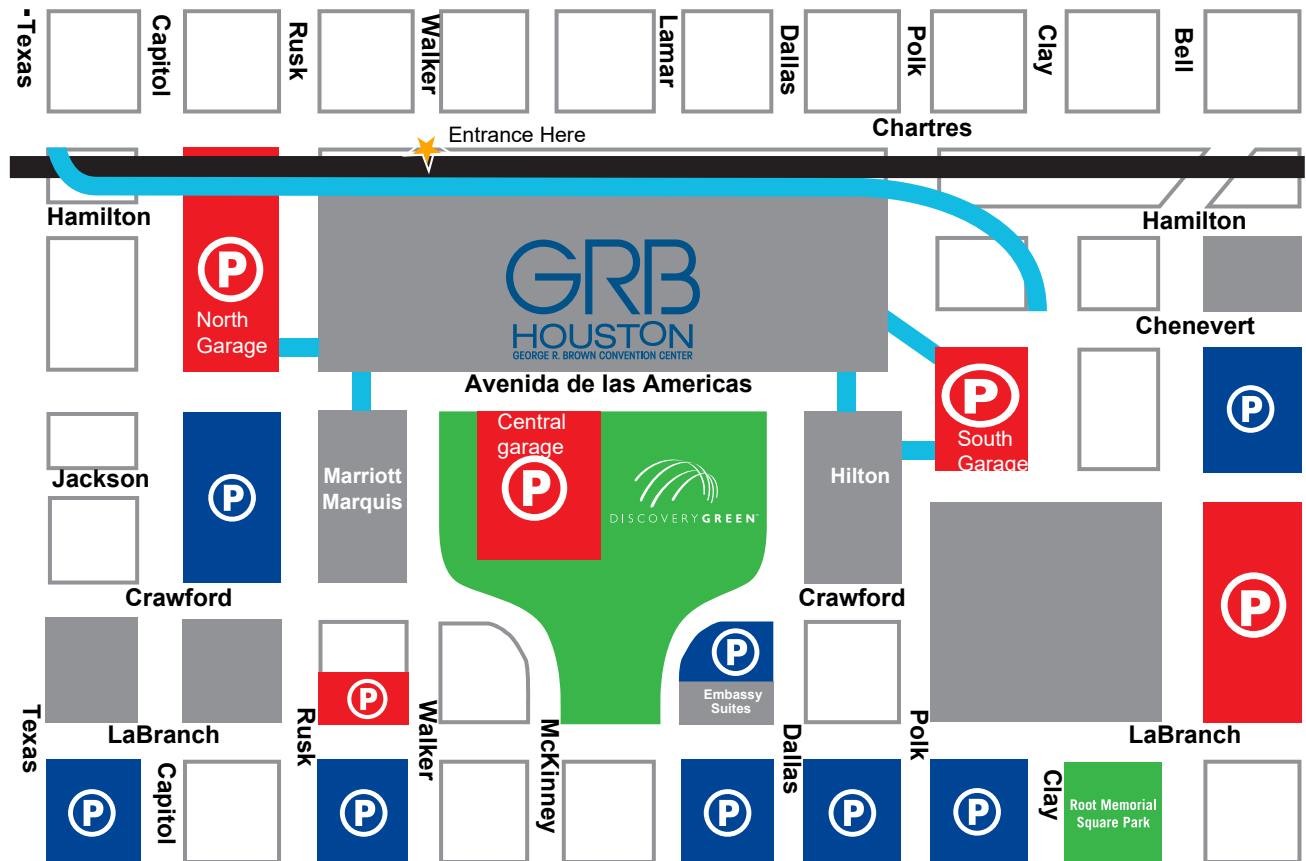 Texas
Capitol
Rusk
Walker
Lamar
Dallas
Polk
Clay
Bell
Chartres
Entrance Here
Hamilton
Hamilton
P
North
Garage
GRB
HOUSTON
GEORGE R. BROWN CONVENTION CENTER
Chenevert
Avenida de las Americas
P
South
Garage
P
Central
garage
P
Jackson
P
Marriott
Marquis
DISCOVERYGREEN
Hilton
Crawford
Crawford
P
P
Embassy
Suites
P
Texas
LaBranch
Capitol
Rusk
Walker
McKinney
Dallas
Polk
LaBranch
Clay
P
P
P
P
P
Root Memorial
Square Park